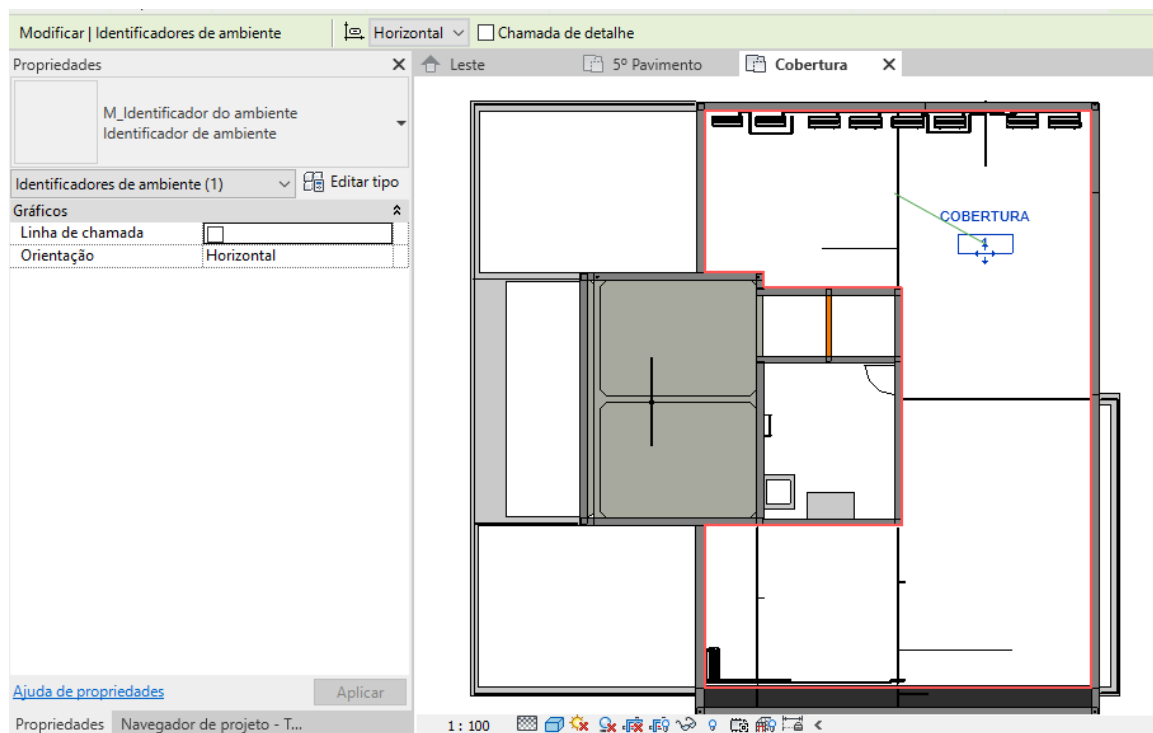 Modificar | Identificadores de ambiente Horizontal Chamada de detalhe
Propriedades
Leste 5º Pavimento Cobertura
M_Identificador do ambiente
Identificador de ambiente
Identificadores de ambiente (1) Editar tipo
Gráficos
Linha de chamada
Orientação Horizontal
COBERTURA
Ajuda de propriedades Aplicar
Propriedades Navegador de projeto - T...
1 : 100